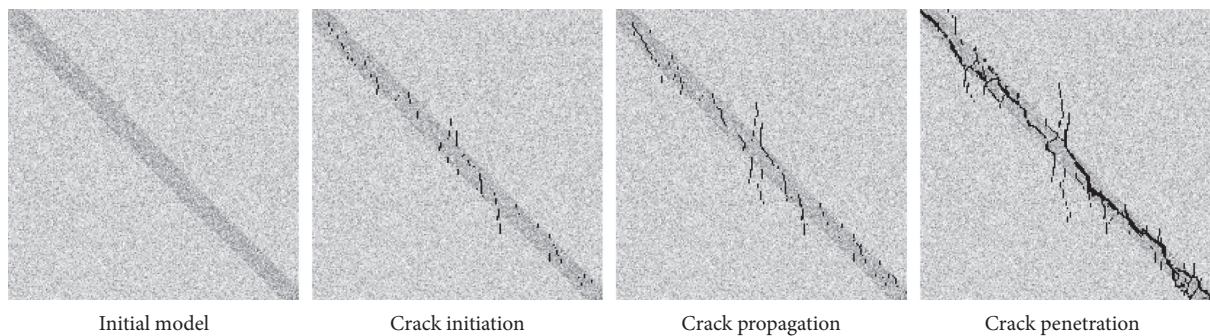 Initial model
Crack initiation
Crack propagation
Crack penetration